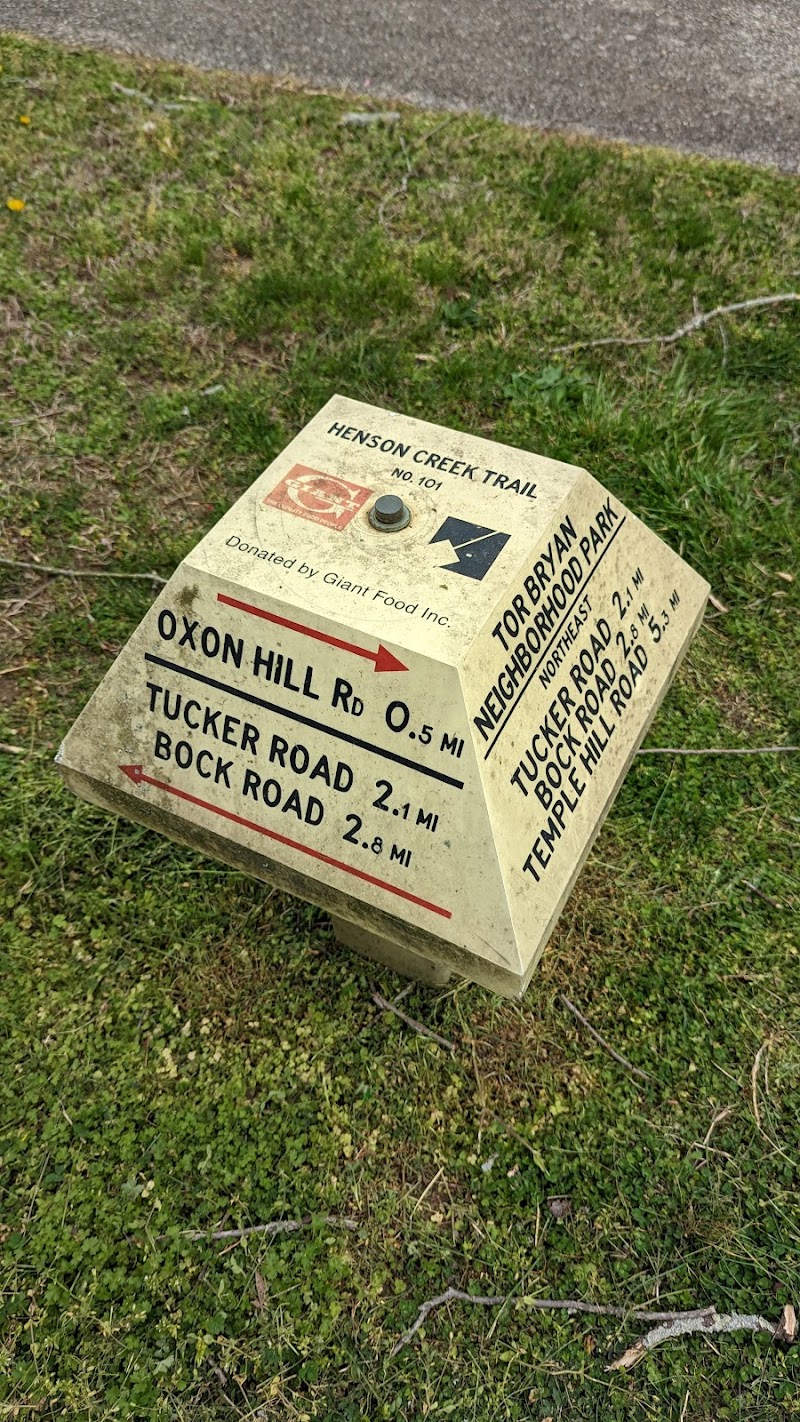 HENSON CREEK TRAIL
NO. 101
GIANT
Donated by Giant Food Inc.
OXON HILL RD 0.5 MI
TUCKER ROAD 2.1 MI
BOCK ROAD 2.8 MI
TOR BRYAN
NEIGHBORHOOD PARK
NORTHEAST
TUCKER ROAD 2.1 MI
BOCK ROAD 2.8 MI
TEMPLE HILL ROAD 5.3 MI